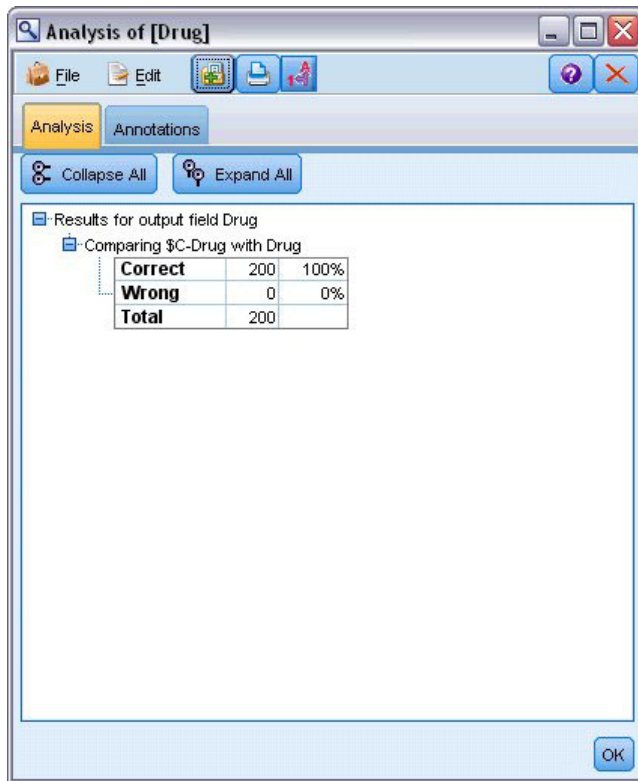 Analysis of [Drug]
File Edit
Analysis Annotations
Collapse All Expand All
Results for output field Drug
Comparing $C-Drug with Drug
Correct 200 100%
Wrong 0 0%
Total 200
OK